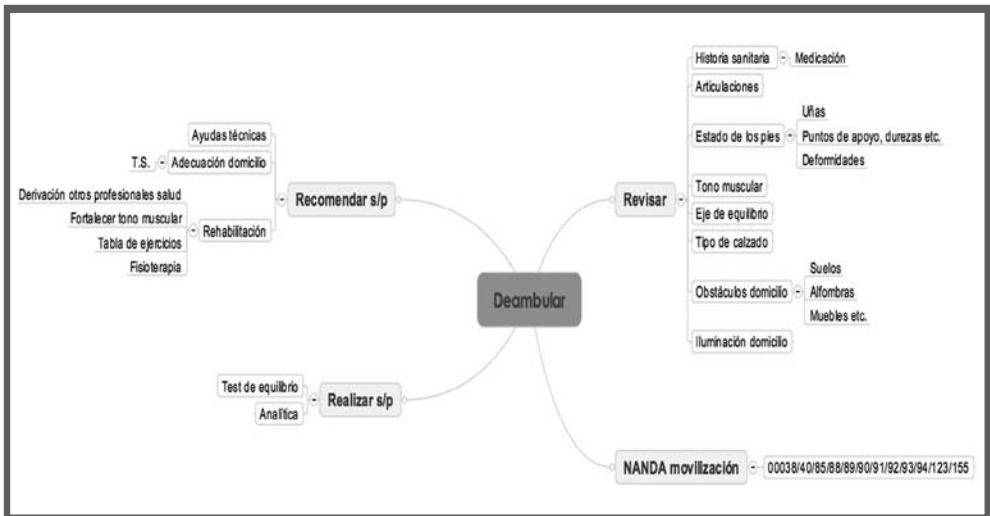 Deambular
Revisar
Historia sanitaria
Medicación
Articulaciones
Estado de los pies
Uñas
Puntos de apoyo, durezas etc.
Deformidades
Tono muscular
Eje de equilibrio
Tipo de calzado
Obstáculos domicilio
Suelos
Alfombras
Muebles etc.
Iluminación domicilio
NANDA movilización
00038/40/85/88/89/90/91/92/93/94/123/155
Recomendar s/p
Ayudas técnicas
Adecuación domicilio
T.S.
Rehabilitación
Derivación otros profesionales salud
Fortalecer tono muscular
Tabla de ejercicios
Fisioterapia
Realizar s/p
Test de equilibrio
Analítica